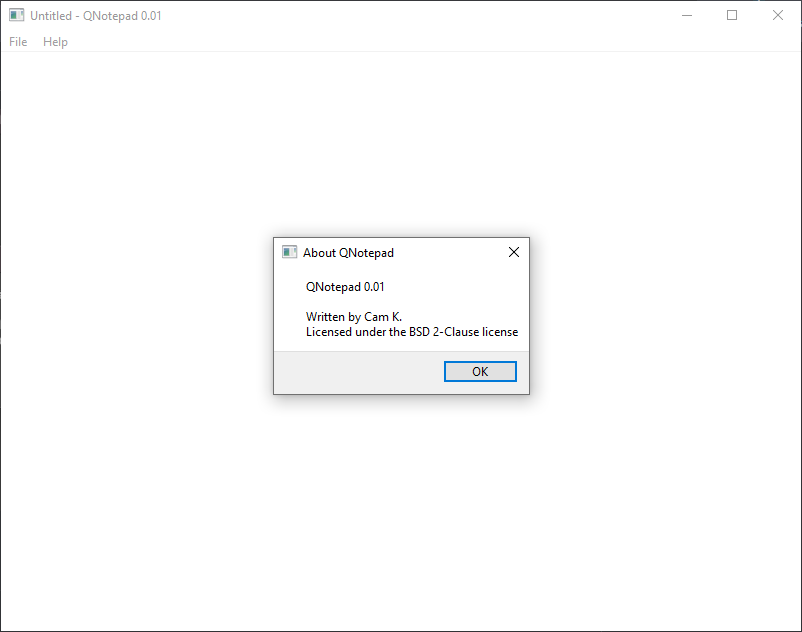 Untitled - QNotepad 0.01
File Help
About QNotepad
QNotepad 0.01
Written by Cam K.
Licensed under the BSD 2-Clause license
OK